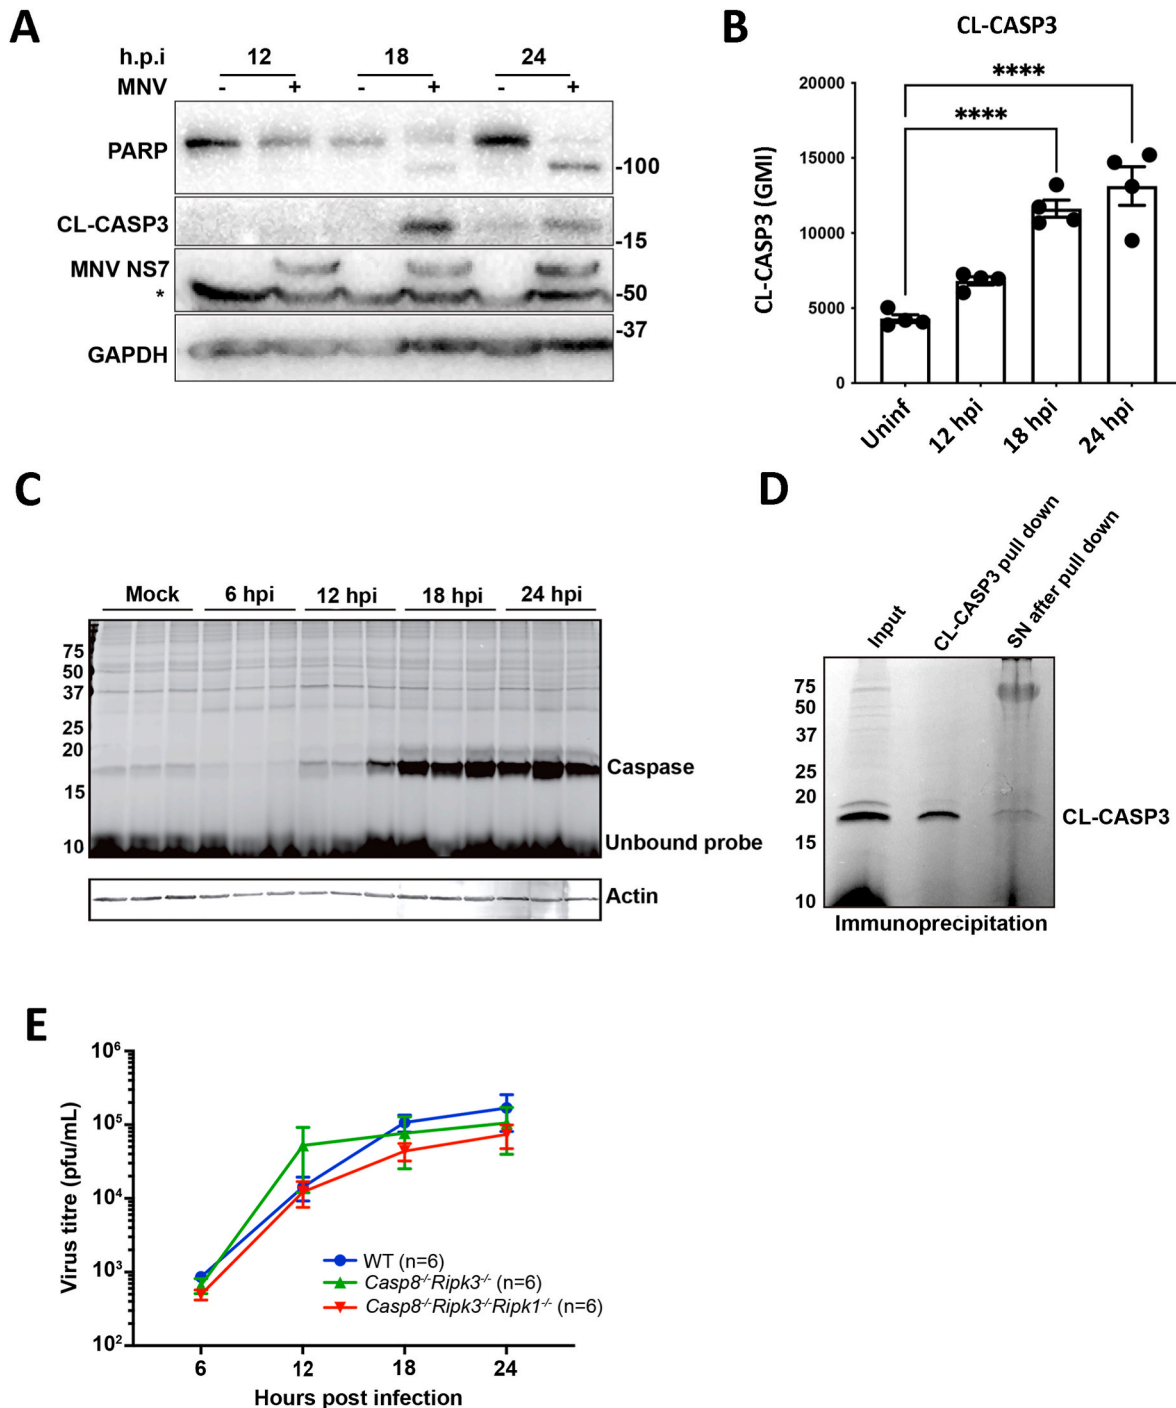 A
h.p.i 12 18 24
MNV - + - + - +
PARP
-100
CL-CASP3
-15
MNV NS7
*
-50
-37
GAPDH
B
CL-CASP3
CL-CASP3 (GMI)
20000
15000
10000
5000
0
****
****
Uninf
12 hpi
18 hpi
24 hpi
C
Mock 6 hpi 12 hpi 18 hpi 24 hpi
75
50
37
25
20
15
10
Caspase
Unbound probe
Actin
D
Input
CL-CASP3 pull down
SN after pull down
75
50
37
25
20
15
10
CL-CASP3
Immunoprecipitation
E
Virus titre (pfu/mL)
10⁶
10⁵
10⁴
10³
10²
WT (n=6)
Casp8⁻/⁻Ripk3⁻/⁻ (n=6)
Casp8⁻/⁻Ripk3⁻/⁻Ripk1⁻/⁻ (n=6)
6 12 18 24
Hours post infection